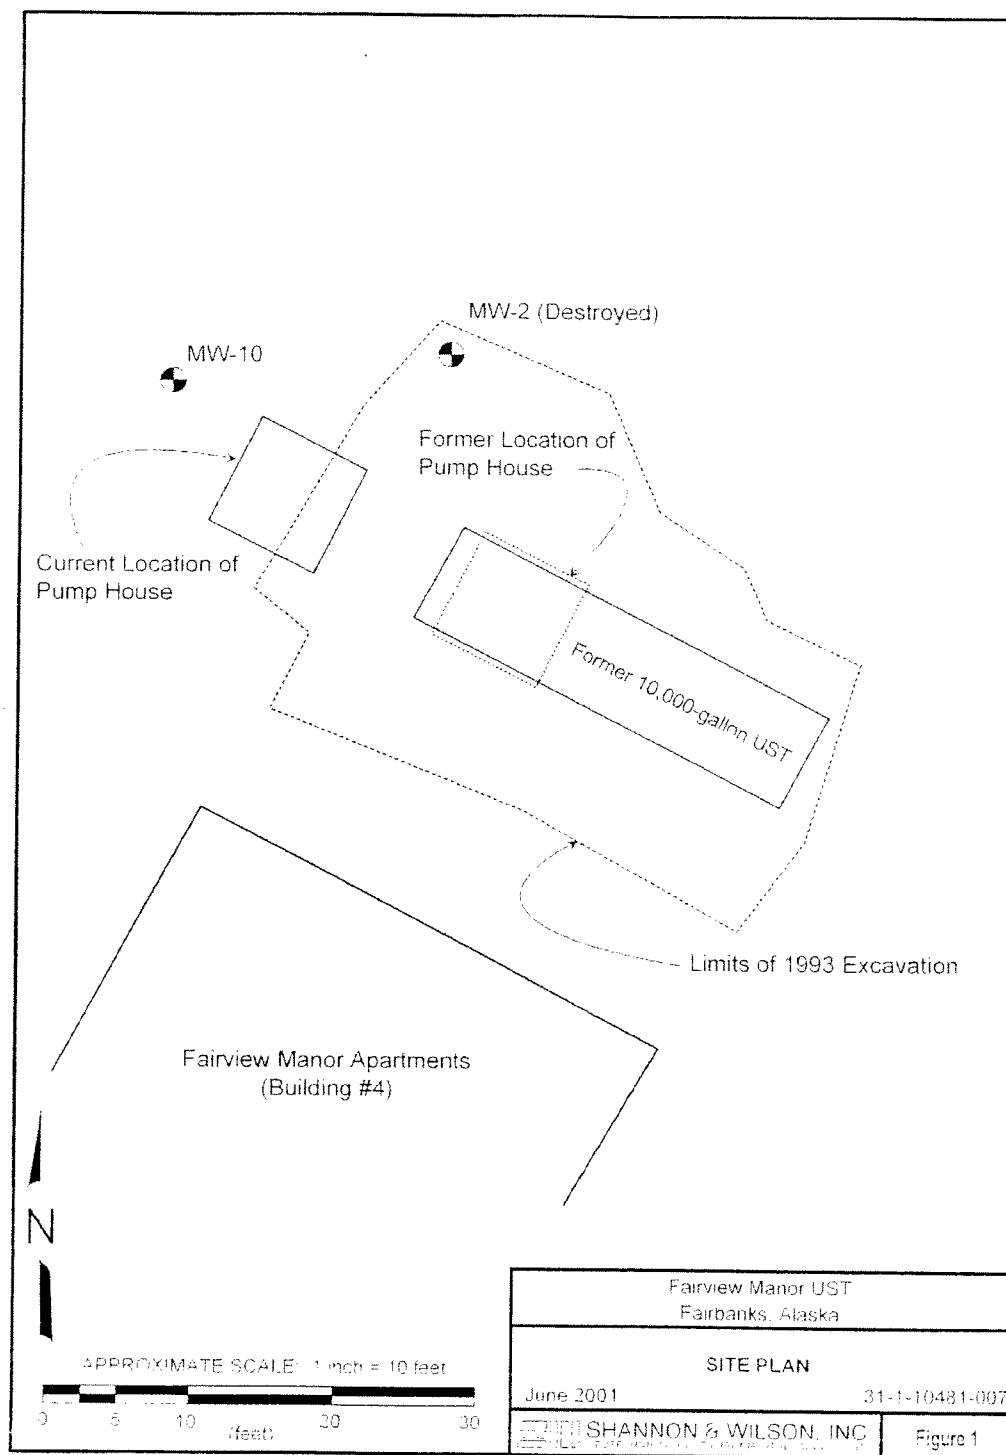 MW-2 (Destroyed)
MW-10
Former Location of
Pump House
Current Location of
Pump House
Former 10,000-gallon UST
Limits of 1993 Excavation
Fairview Manor Apartments
(Building #4)
N
APPROXIMATE SCALE: 1 inch = 10 feet
0 5 10 20 30
(feet)
Fairview Manor UST
Fairbanks, Alaska
SITE PLAN
June 2001 31-1-10481-007
SHANNON & WILSON, INC
Figure 1